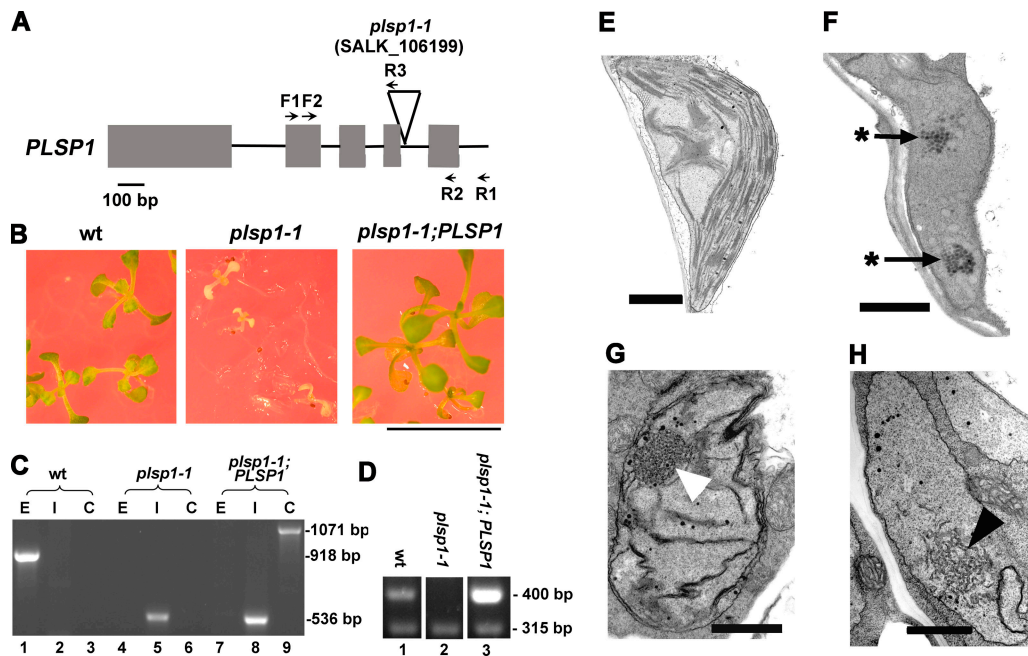 A
plsp1-1
(SALK_106199)
R3
F1 F2
PLSP1
R2 R1
100 bp
B
wt plsp1-1 plsp1-1;PLSP1
C
wt plsp1-1 plsp1-1;
PLSP1
E I C E I C E I C
-1071 bp
-918 bp
-536 bp
1 2 3 4 5 6 7 8 9
D
wt plsp1-1 plsp1-1; PLSP1
- 400 bp
- 315 bp
1 2 3
E
F
*
*
G
H